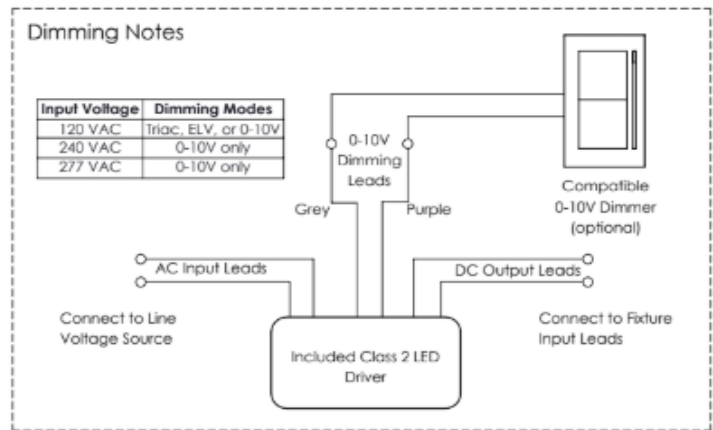 Dimming Notes
Input Voltage Dimming Modes
120 VAC Triac, ELV, or 0-10V
240 VAC 0-10V only
277 VAC 0-10V only
0-10V
Dimming
Leads
Grey
Purple
Compatible
0-10V Dimmer
(optional)
AC Input Leads
DC Output Leads
Connect to Line
Voltage Source
Connect to Fixture
Input Leads
Included Class 2 LED
Driver